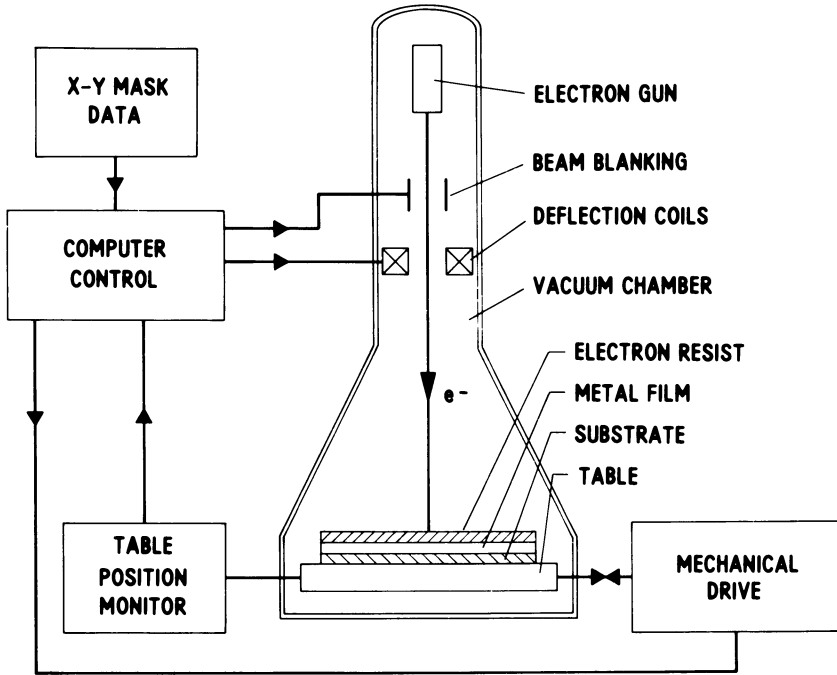 X-Y MASK
DATA
COMPUTER
CONTROL
ELECTRON GUN
BEAM BLANKING
DEFLECTION COILS
VACUUM CHAMBER
ELECTRON RESIST
METAL FILM
SUBSTRATE
TABLE
e-
TABLE
POSITION
MONITOR
MECHANICAL
DRIVE